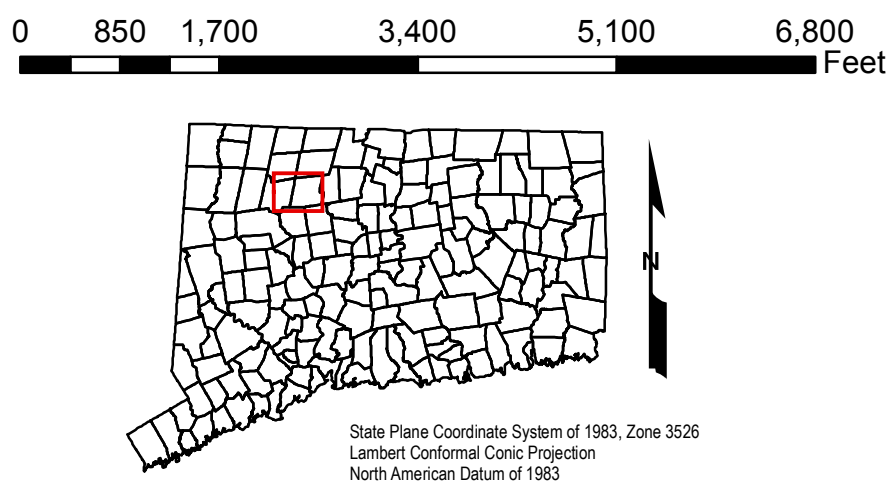 0 850 1,700 3,400 5,100 6,800
Feet
N
State Plane Coordinate System of 1983, Zone 3526
Lambert Conformal Conic Projection
North American Datum of 1983